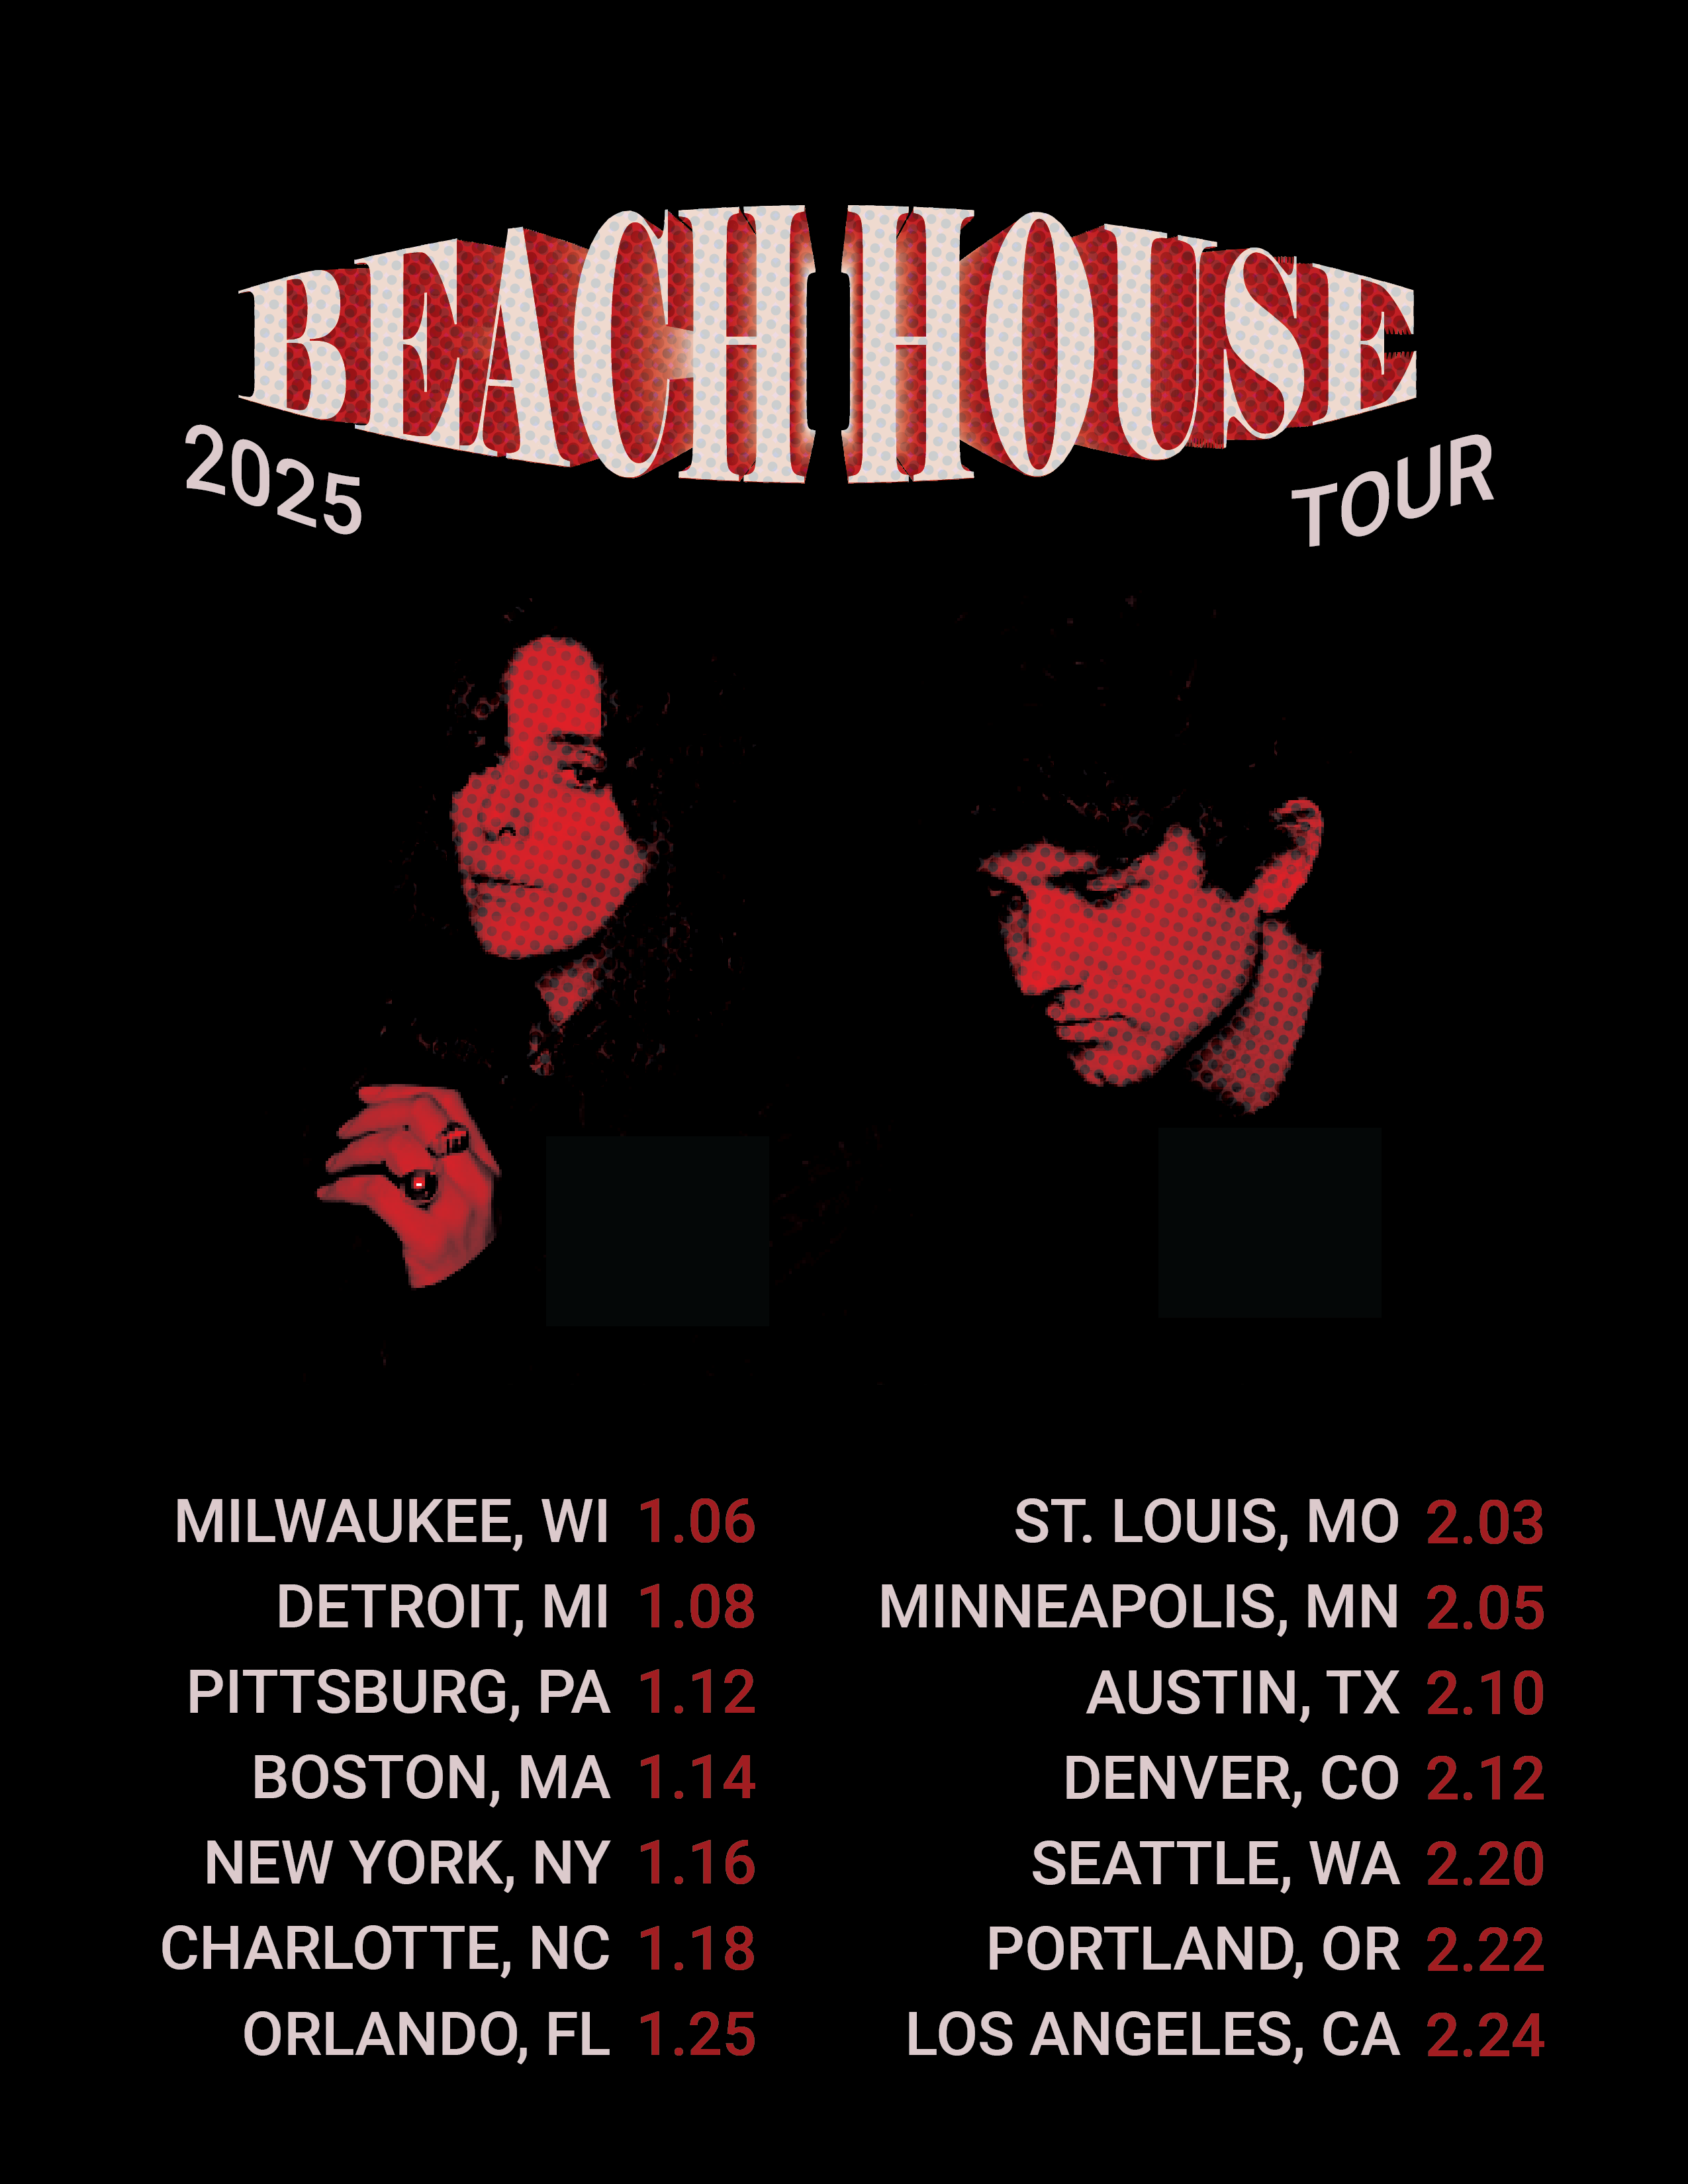 BEACH HOUSE
2025 TOUR
MILWAUKEE, WI 1.06
DETROIT, MI 1.08
PITTSBURG, PA 1.12
BOSTON, MA 1.14
NEW YORK, NY 1.16
CHARLOTTE, NC 1.18
ORLANDO, FL 1.25
ST. LOUIS, MO 2.03
MINNEAPOLIS, MN 2.05
AUSTIN, TX 2.10
DENVER, CO 2.12
SEATTLE, WA 2.20
PORTLAND, OR 2.22
LOS ANGELES, CA 2.24